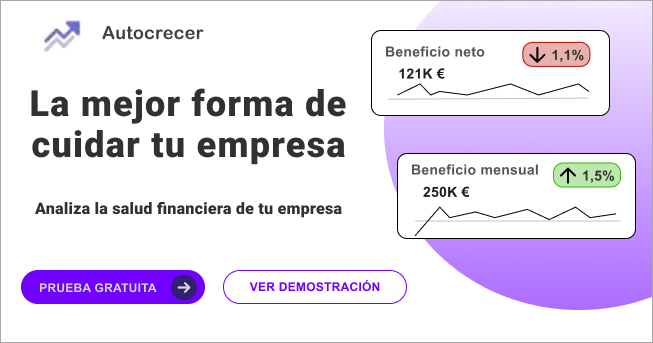 Autocrecer
La mejor forma de
cuidar tu empresa
Analiza la salud financiera de tu empresa
PRUEBA GRATUITA
VER DEMOSTRACIÓN
Beneficio neto
1,1%
121K €
Beneficio mensual
1,5%
250K €